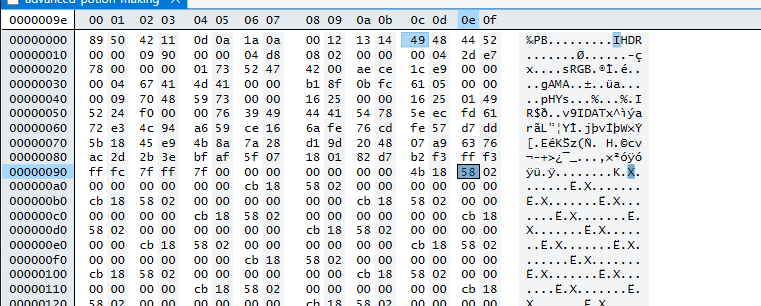 advanced potion making
0000009e 00 01 02 03 04 05 06 07 08 09 0a 0b 0c 0d 0e 0f
00000000 89 50 42 11 0d 0a 1a 0a 00 12 13 14 49 48 44 52 ‰PB.........IHDR
00000010 00 00 09 90 00 00 04 d8 08 02 00 00 00 04 2d e7 .......Ø......-ç
00000020 78 00 00 00 01 73 52 47 42 00 ae ce 1c e9 00 00 x....sRGB.®Î.é..
00000030 00 04 67 41 4d 41 00 00 b1 8f 0b fc 61 05 00 00 ..gAMA..±..üa...
00000040 00 09 70 48 59 73 00 00 16 25 00 00 16 25 01 49 ..pHYs...%...%.I
00000050 52 24 f0 00 00 76 39 49 44 41 54 78 5e ec fd 61 R$ð..v9IDATx^ìýa
00000060 72 e3 4c 94 a6 59 ce 16 6a fe 76 cd fe 57 d7 dd rãL”¦YÎ.jþvÍþW×Ý
00000070 5b 18 45 e9 4b 8a 7a 28 d1 9d 20 48 07 a9 63 76 [.EéKŠz(Ñ. H.©cv
00000080 ac 2d 2b 3e bf af 5f 07 18 01 82 d7 b2 f3 ff f3 ¬-+>¿¯_...‚ײóÿó
00000090 ff fc 7f ff 7f 00 00 00 00 00 00 00 4b 18 58 02 ÿü.ÿ........K.X.
000000a0 00 00 00 00 00 00 cb 18 58 02 00 00 00 00 00 00 ......Ë.X.......
000000b0 cb 18 58 02 00 00 00 00 00 00 cb 18 58 02 00 00 Ë.X.......Ë.X...
000000c0 00 00 00 00 cb 18 58 02 00 00 00 00 00 00 cb 18 ....Ë.X.......Ë.
000000d0 58 02 00 00 00 00 00 00 cb 18 58 02 00 00 00 00 X.......Ë.X.....
000000e0 00 00 cb 18 58 02 00 00 00 00 00 00 cb 18 58 02 ..Ë.X.......Ë.X.
000000f0 00 00 00 00 00 00 cb 18 58 02 00 00 00 00 00 00 ......Ë.X.......
00000100 cb 18 58 02 00 00 00 00 00 00 cb 18 58 02 00 00 Ë.X.......Ë.X...
00000110 00 00 00 00 cb 18 58 02 00 00 00 00 00 00 cb 18 ....Ë.X.......Ë.
00000120 58 02 00 00 00 00 00 00 cb 18 58 02 00 00 00 00 X.......Ë.X.....